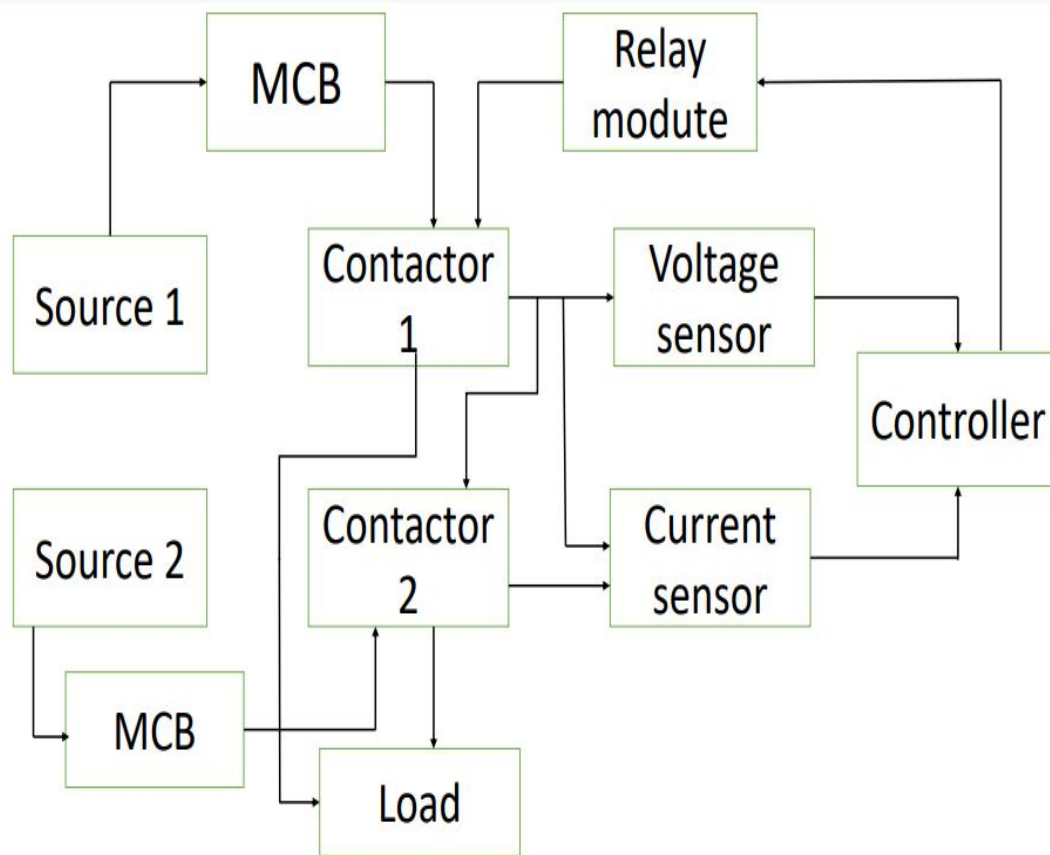 MCB
Relay
modute
Source 1
Contactor
1
Voltage
sensor
Controller
Source 2
Contactor
2
Current
sensor
MCB
Load